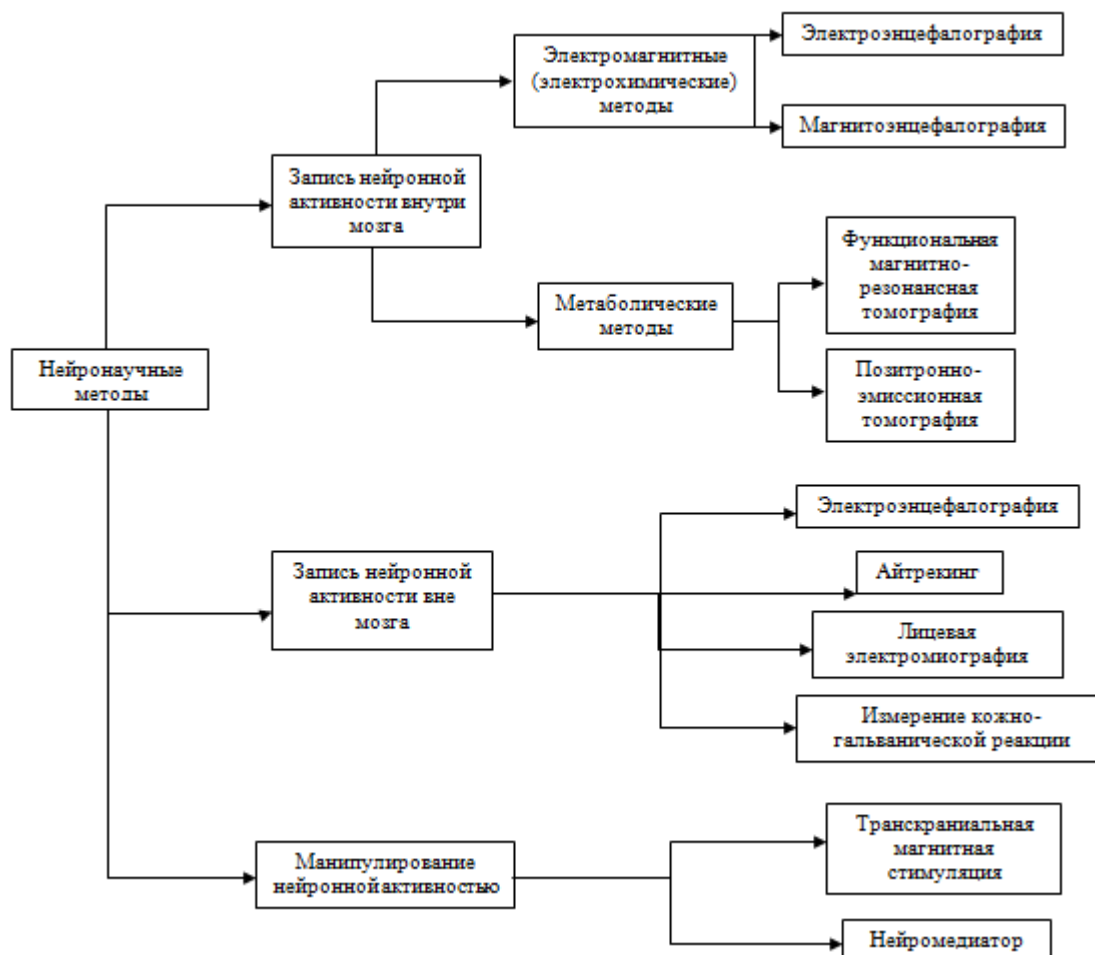 Электроэнцефалография
Электромагнитные
(электрохимические)
методы
Магнитоэнцефалография
Запись нейронной
активности внутри
мозга
Функциональная
магнитно-
резонансная
томография
Метаболические
методы
Нейронаучные
методы
Позитронно-
эмиссионная
томография
Электроэнцефалография
Запись нейронной
активности вне
мозга
Айтрекинг
Лицевая
электромиография
Измерение кожно-
гальванической реакции
Транскраниальная
магнитная
стимуляция
Манипулирование
нейронной активностью
Нейромедиатор